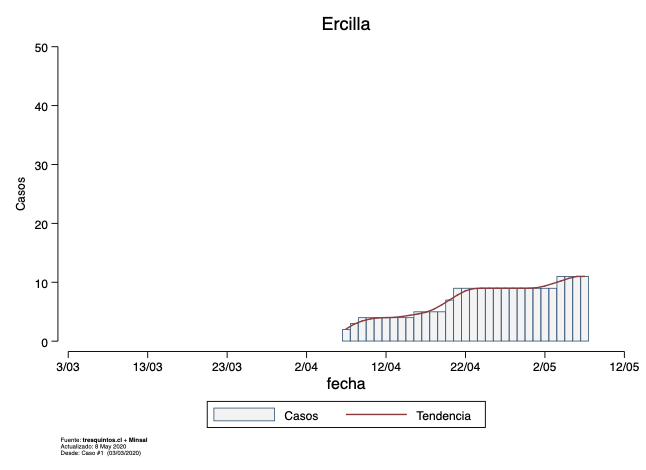 Ercilla
50
40
30
20
10
0
Casos
3/03 13/03 23/03 2/04 12/04 22/04 2/05 12/05
fecha
Casos Tendencia
Fuente: tresquintos.cl + Minsal
Actualizado: 8 May 2020
Desde: Caso #1 (03/03/2020)